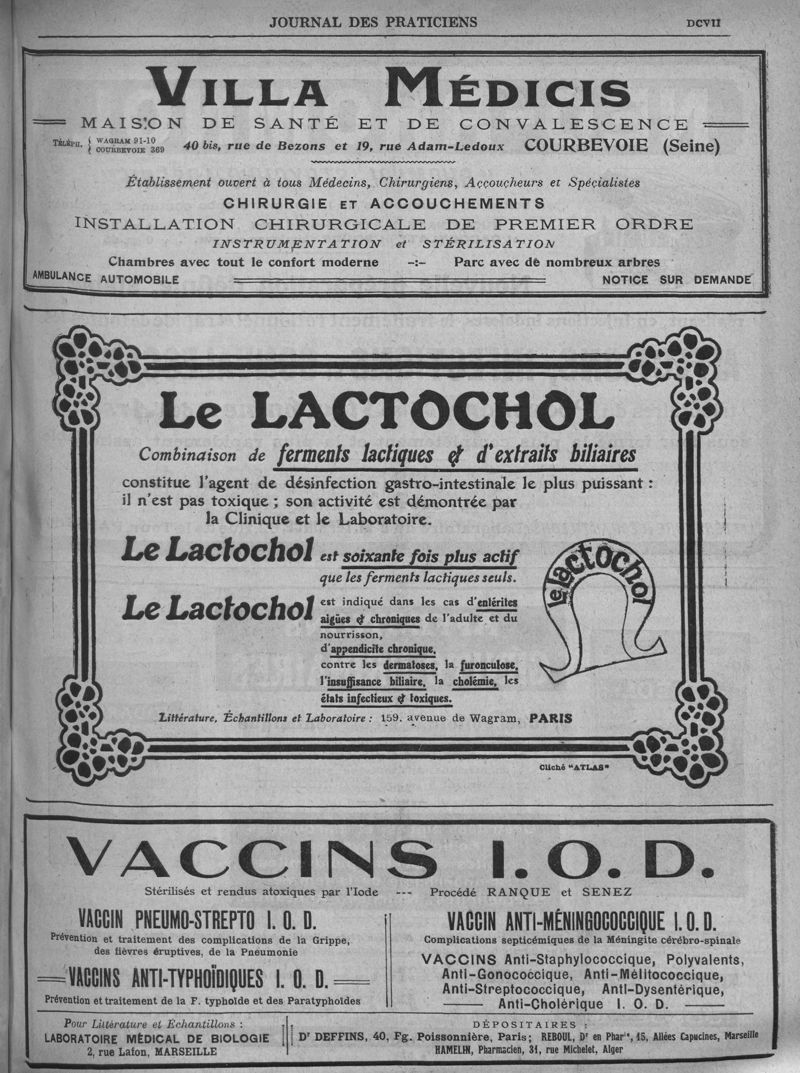 JOURNAL DES PRATICIENS DCVII
VILLA MÉDICIS
MAISON DE SANTÉ ET DE CONVALESCENCE
TÉLÉPH. { WAGRAM 91-10
COURBEVOIE 369
40 bis, rue de Bezons et 19, rue Adam-Ledoux COURBEVOIE (Seine)
Établissement ouvert à tous Médecins, Chirurgiens, Accoucheurs et Spécialistes
CHIRURGIE ET ACCOUCHEMENTS
INSTALLATION CHIRURGICALE DE PREMIER ORDRE
INSTRUMENTATION et STÉRILISATION
Chambres avec tout le confort moderne -:- Parc avec de nombreux arbres
AMBULANCE AUTOMOBILE NOTICE SUR DEMANDE
Le LACTOCHOL
Combinaison de ferments lactiques & d'extraits biliaires
constitue l'agent de désinfection gastro-intestinale le plus puissant :
il n'est pas toxique ; son activité est démontrée par
la Clinique et le Laboratoire.
Le Lactochol est soixante fois plus actif
que les ferments lactiques seuls.
Le Lactochol est indiqué dans les cas d'entérites
aigües & chroniques de l'adulte et du
nourrisson,
d'appendicite chronique,
contre les dermatoses, la furonculose,
l'insuffisance biliaire, la cholémie, les
états infectieux & toxiques.
le lactochol
Littérature, Échantillons et Laboratoire : 159, avenue de Wagram, PARIS
Cliché "ATLAS"
VACCINS I.O.D.
Stérilisés et rendus atoxiques par l'Iode --- Procédé RANQUE et SENEZ
VACCIN PNEUMO-STREPTO I. O. D.
Prévention et traitement des complications de la Grippe,
des fièvres éruptives, de la Pneumonie
VACCINS ANTI-TYPHOÏDIQUES I. O. D.
Prévention et traitement de la F. typhoïde et des Paratyphoïdes
VACCIN ANTI-MÉNINGOCOCCIQUE I. O. D.
Complications septicémiques de la Méningite cérébro-spinale
VACCINS Anti-Staphylococcique, Polyvalents,
Anti-Gonococcique, Anti-Mélitococcique,
Anti-Streptococcique, Anti-Dysentérique,
Anti-Cholérique I. O. D.
Pour Littérature et Echantillons :
LABORATOIRE MÉDICAL DE BIOLOGIE
2, rue Lafon, MARSEILLE
DÉPOSITAIRES :
Dr DEFFINS, 40, Fg. Poissonnière, Paris; REBOUL, Dr en Phar^cie, 15, Allées Capucines, Marseille
HAMELIN, Pharmacien, 31, rue Michelet, Alger